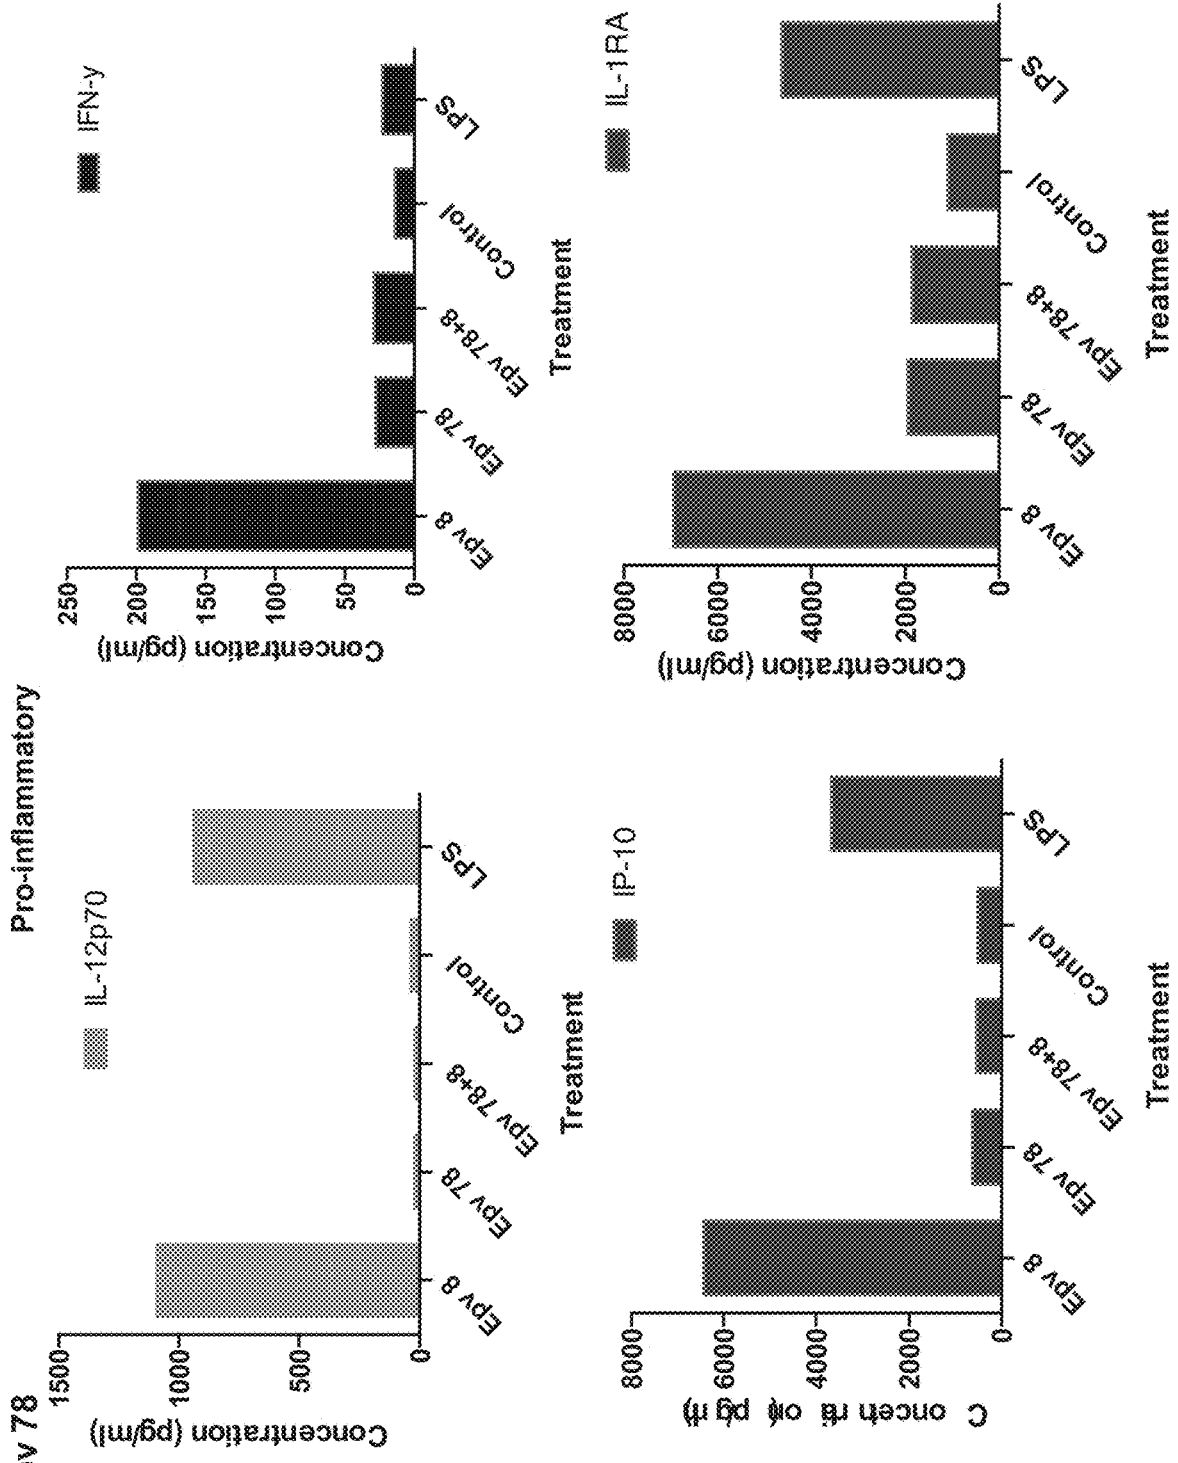 v 78
Pro-inflammatory
IL-12p70
Concentration (pg/ml)
1500
1000
500
0
Epv 8
Epv 78
Epv 78+8
Control
LPS
Treatment
IFN-y
Concentration (pg/ml)
250
200
150
100
50
0
Epv 8
Epv 78
Epv 78+8
Control
LPS
Treatment
IP-10
8000
6000
4000
2000
0
Epv 8
Epv 78
Epv 78+8
Control
LPS
Treatment
IL-1RA
Concentration (pg/ml)
8000
6000
4000
2000
0
Epv 8
Epv 78
Epv 78+8
Control
LPS
Treatment